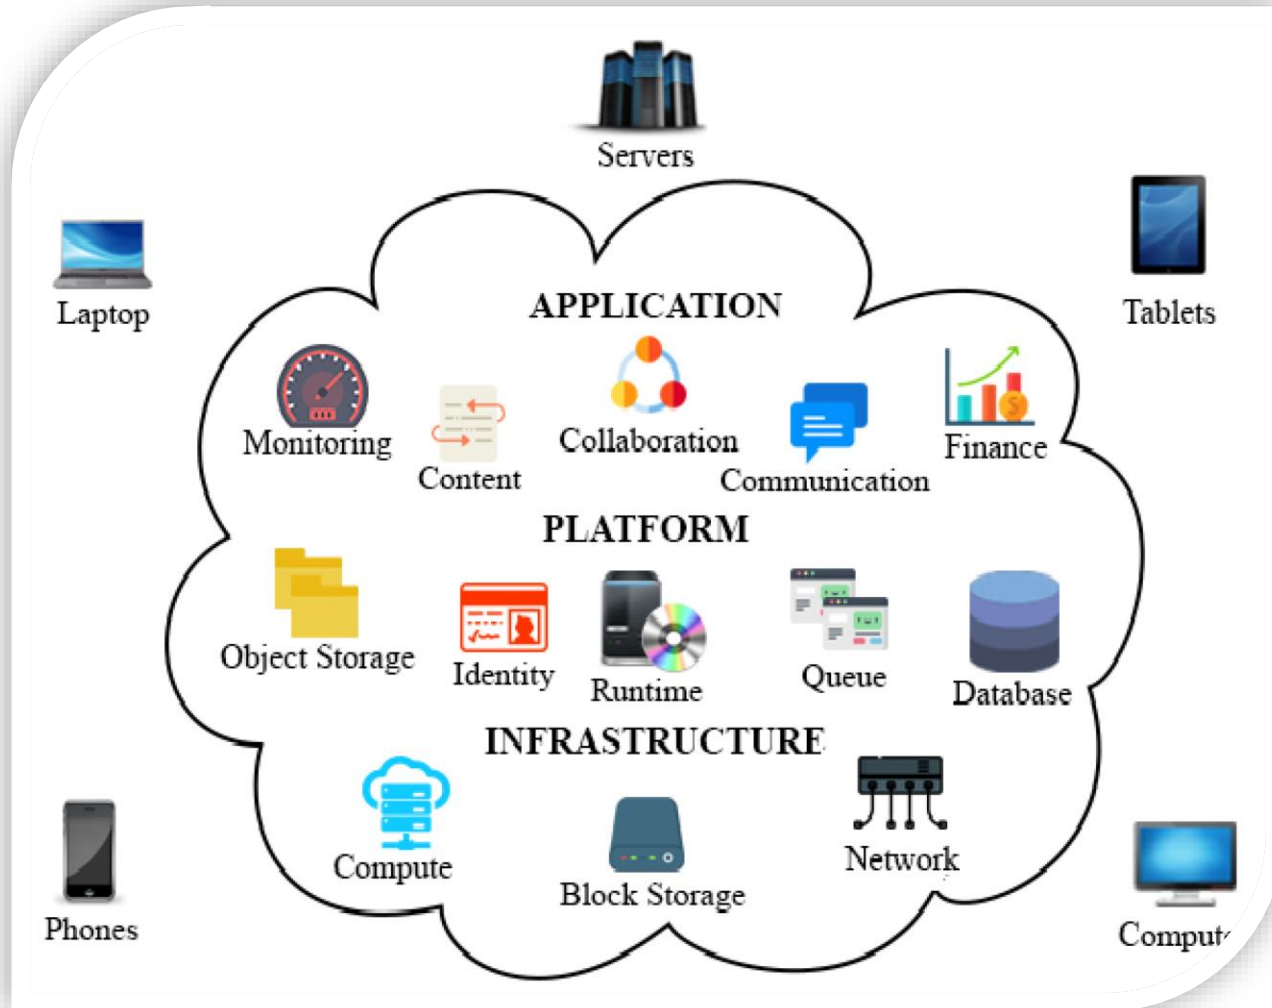 Servers
Laptop
Tablets
APPLICATION
Monitoring
Content
Collaboration
Communication
Finance
PLATFORM
Object Storage
Identity
Runtime
Queue
Database
INFRASTRUCTURE
Compute
Block Storage
Network
Phones